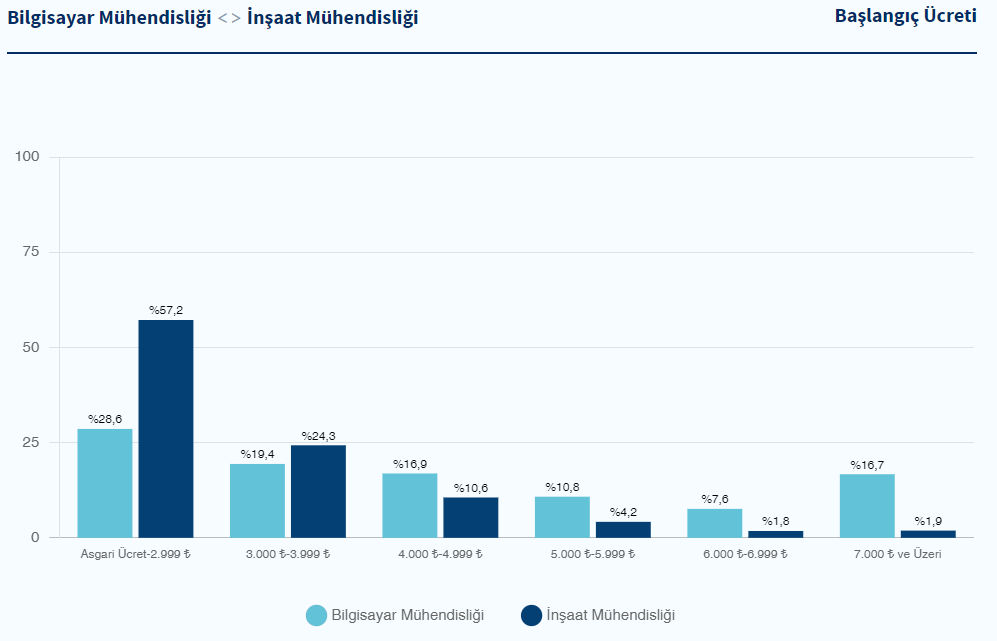 Bilgisayar Mühendisliği <> İnşaat Mühendisliği
Başlangıç Ücreti
100
75
50
25
0
%28,6
%57,2
%19,4
%24,3
%16,9
%10,6
%10,8
%4,2
%7,6
%1,8
%16,7
%1,9
Asgari Ücret-2.999 ₺
3.000 ₺-3.999 ₺
4.000 ₺-4.999 ₺
5.000 ₺-5.999 ₺
6.000 ₺-6.999 ₺
7.000 ₺ ve Üzeri
Bilgisayar Mühendisliği
İnşaat Mühendisliği